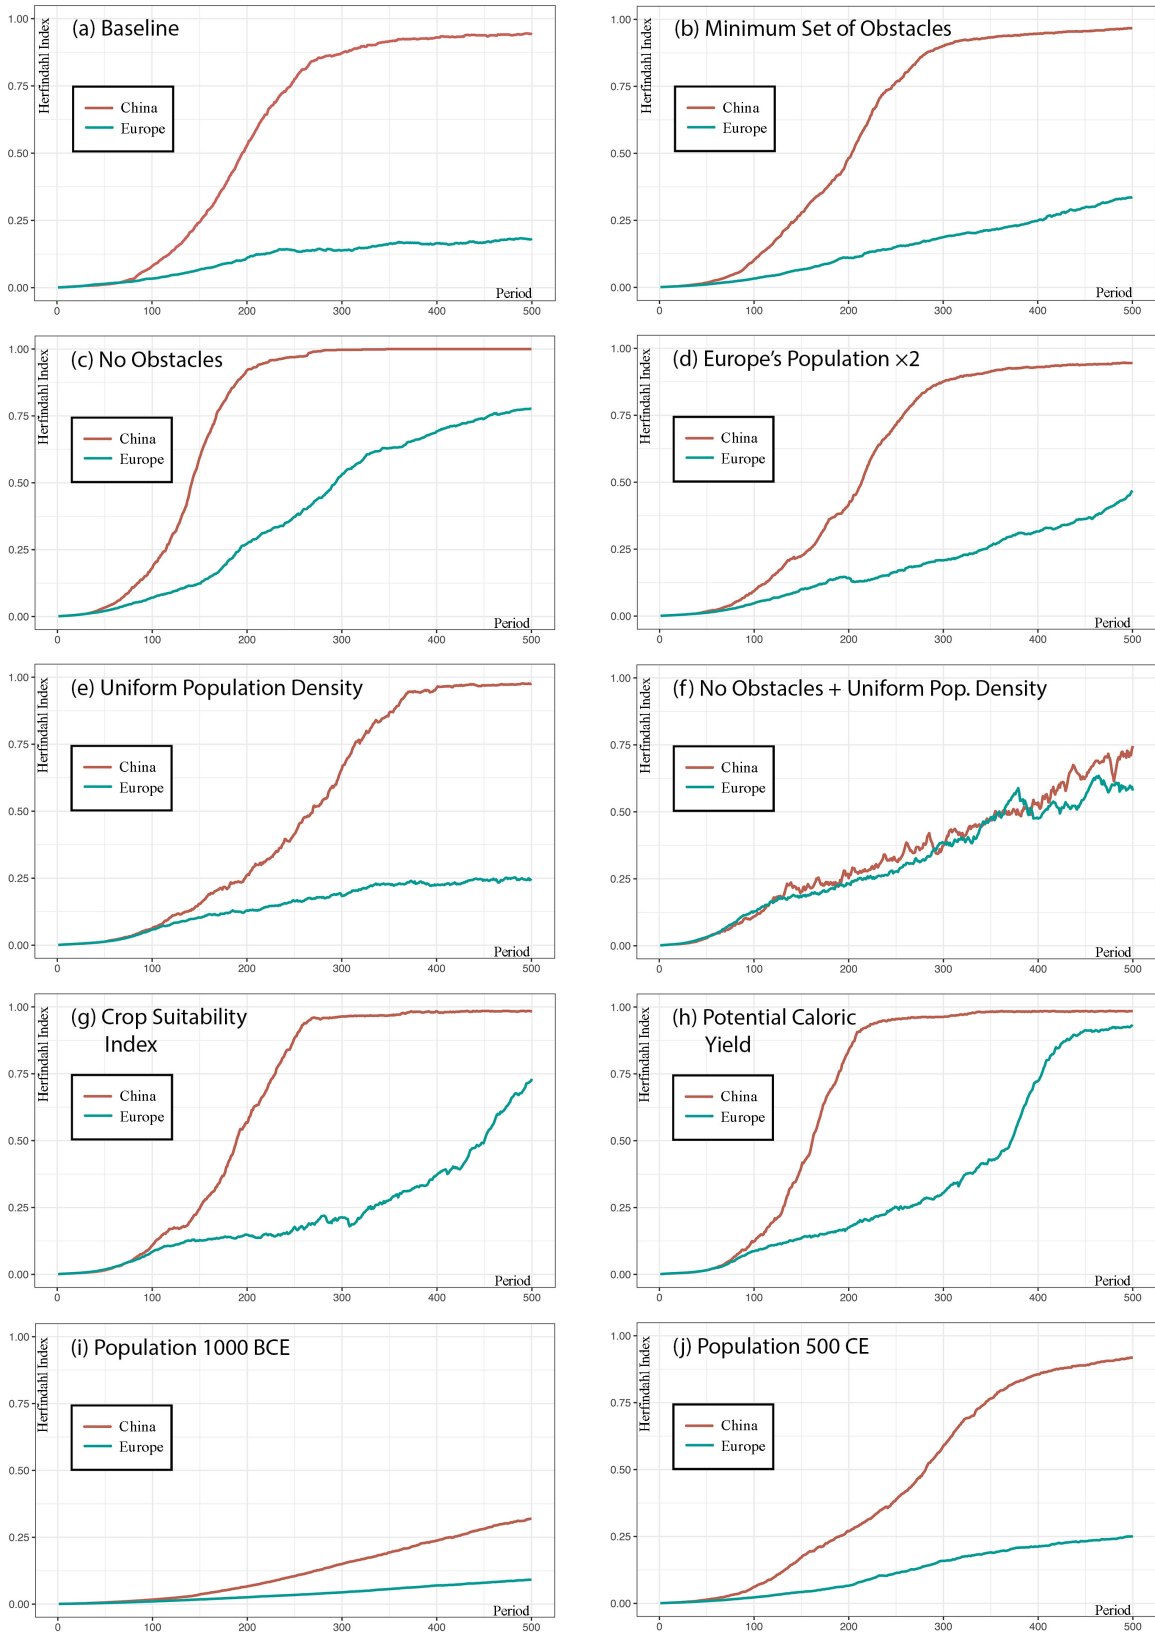 (a) Baseline
Herfindahl Index
1.00
0.75
0.50
0.25
0.00
China
Europe
Period
0 100 200 300 400 500
(b) Minimum Set of Obstacles
Herfindahl Index
1.00
0.75
0.50
0.25
0.00
China
Europe
Period
0 100 200 300 400 500
(c) No Obstacles
Herfindahl Index
1.00
0.75
0.50
0.25
0.00
China
Europe
Period
0 100 200 300 400 500
(d) Europe’s Population ×2
Herfindahl Index
1.00
0.75
0.50
0.25
0.00
China
Europe
Period
0 100 200 300 400 500
(e) Uniform Population Density
Herfindahl Index
1.00
0.75
0.50
0.25
0.00
China
Europe
Period
0 100 200 300 400 500
(f) No Obstacles + Uniform Pop. Density
Herfindahl Index
1.00
0.75
0.50
0.25
0.00
China
Europe
Period
0 100 200 300 400 500
(g) Crop Suitability
Index
Herfindahl Index
1.00
0.75
0.50
0.25
0.00
China
Europe
Period
0 100 200 300 400 500
(h) Potential Caloric
Yield
Herfindahl Index
1.00
0.75
0.50
0.25
0.00
China
Europe
Period
0 100 200 300 400 500
(i) Population 1000 BCE
Herfindahl Index
1.00
0.75
0.50
0.25
0.00
China
Europe
Period
0 100 200 300 400 500
(j) Population 500 CE
Herfindahl Index
1.00
0.75
0.50
0.25
0.00
China
Europe
Period
0 100 200 300 400 500